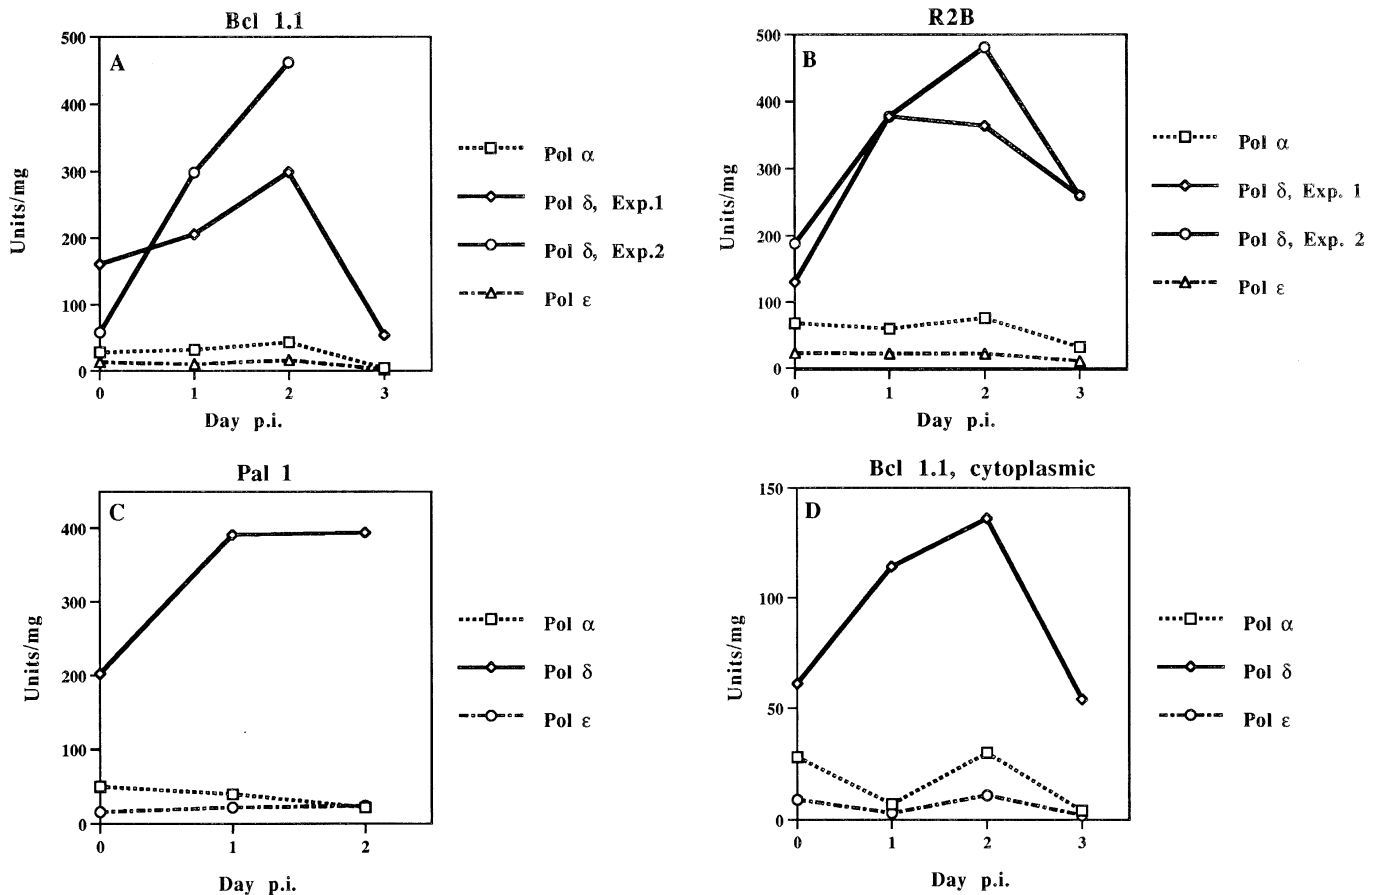 Bcl 1.1
A
500
400
300
200
100
0
0 1 2 3
Units/mg
Day p.i.
Pol α
Pol δ, Exp.1
Pol δ, Exp.2
Pol ε
R2B
B
500
400
300
200
100
0
0 1 2 3
Units/mg
Day p.i.
Pol α
Pol δ, Exp. 1
Pol δ, Exp. 2
Pol ε
Pal 1
C
400
300
200
100
0
0 1 2
Units/mg
Day p.i.
Pol α
Pol δ
Pol ε
Bcl 1.1, cytoplasmic
D
150
100
50
0
0 1 2 3
Units/mg
Day p.i.
Pol α
Pol δ
Pol ε